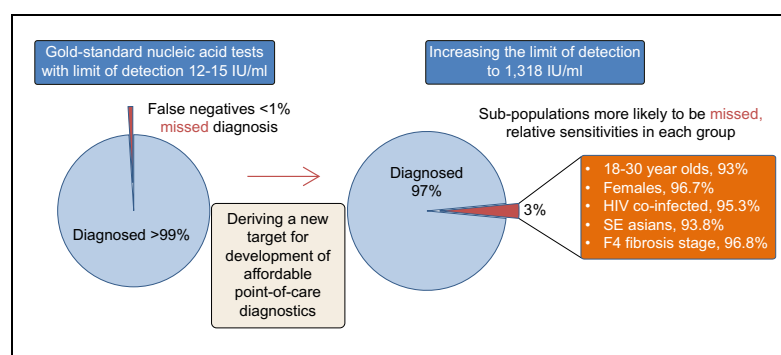 Gold-standard nucleic acid tests
with limit of detection 12-15 IU/ml
Increasing the limit of detection
to 1,318 IU/ml
False negatives <1%
missed diagnosis
Diagnosed >99%
Deriving a new
target for
development of
affordable
point-of-care
diagnostics
Sub-populations more likely to be missed,
relative sensitivities in each group
Diagnosed
97%
3%
• 18-30 year olds, 93%
• Females, 96.7%
• HIV co-infected, 95.3%
• SE asians, 93.8%
• F4 fibrosis stage, 96.8%